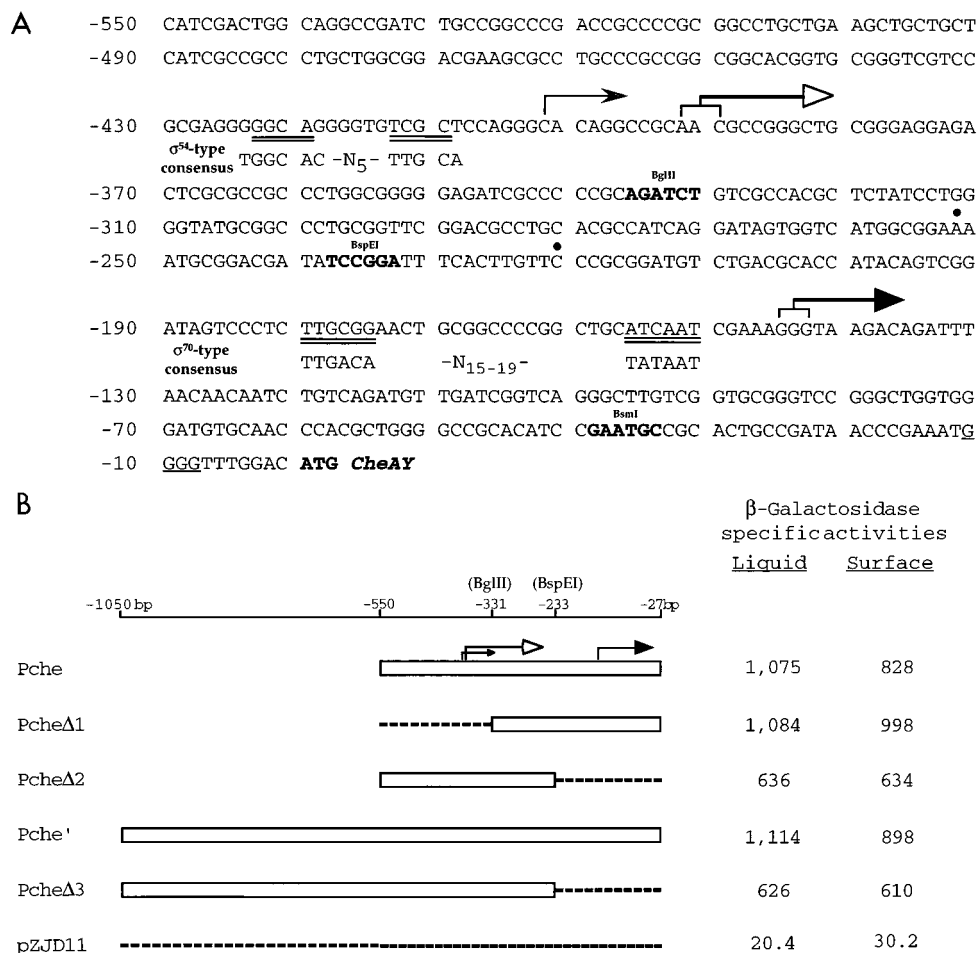 A
-550 CATCGACTGG CAGGCCGATC TGCCGGCCCG ACCGCCCCGC GGCCTGCTGA AGCTGCTGCT
-490 CATCGCCGCC CTGCTGGCGG ACGAAGCGCC TGCCCGCCGG CGGCACGGTG CGGGTCGTCC
-430 GCGAGGGGGC AGGGGTGTCG CTCCAGGGCA CAGGCCGCAA CGCCGGGCTG CGGGAGGAGA
σ54-type TGGC AC -N5- TTG CA
consensus
BglII
-370 CTCGCGCCGC CCTGGCGGGG GAGATCGCCC CCGCAGATCT GTCGCCACGC TCTATCCTGG
-310 GGTATGCGGC CCTGCGGTTC GGACGCCTGC ACGCCATCAG GATAGTGGTC ATGGCGGAAA
BspEI
-250 ATGCGGACGA TATCCGGATT TCACTTGTTC CCGCGGATGT CTGACGCACC ATACAGTCGG
-190 ATAGTCCCTC TTGCGGAACT GCGGCCCCGG CTGCATCAAT CGAAAGGGTA AGACAGATTT
σ70-type
consensus TTGACA -N15-19- TATAAT
-130 AACAACAATC TGTCAGATGT TGATCGGTCA GGGCTTGTCG GTGCGGGTCC GGGCTGGTGG
BsmI
-70 GATGTGCAAC CCACGCTGGG GCCGCACATC CGAATGCCGC ACTGCCGATA ACCCGAAATG
-10 GGGTTTGGAC ATG CheAY
B
β-Galactosidase
specific activities
Liquid Surface
(BglII) (BspEI)
-1050bp -550 -331 -233 -27bp
Pche 1,075 828
PcheΔ1 1,084 998
PcheΔ2 636 634
Pche' 1,114 898
PcheΔ3 626 610
pZJD11 20.4 30.2